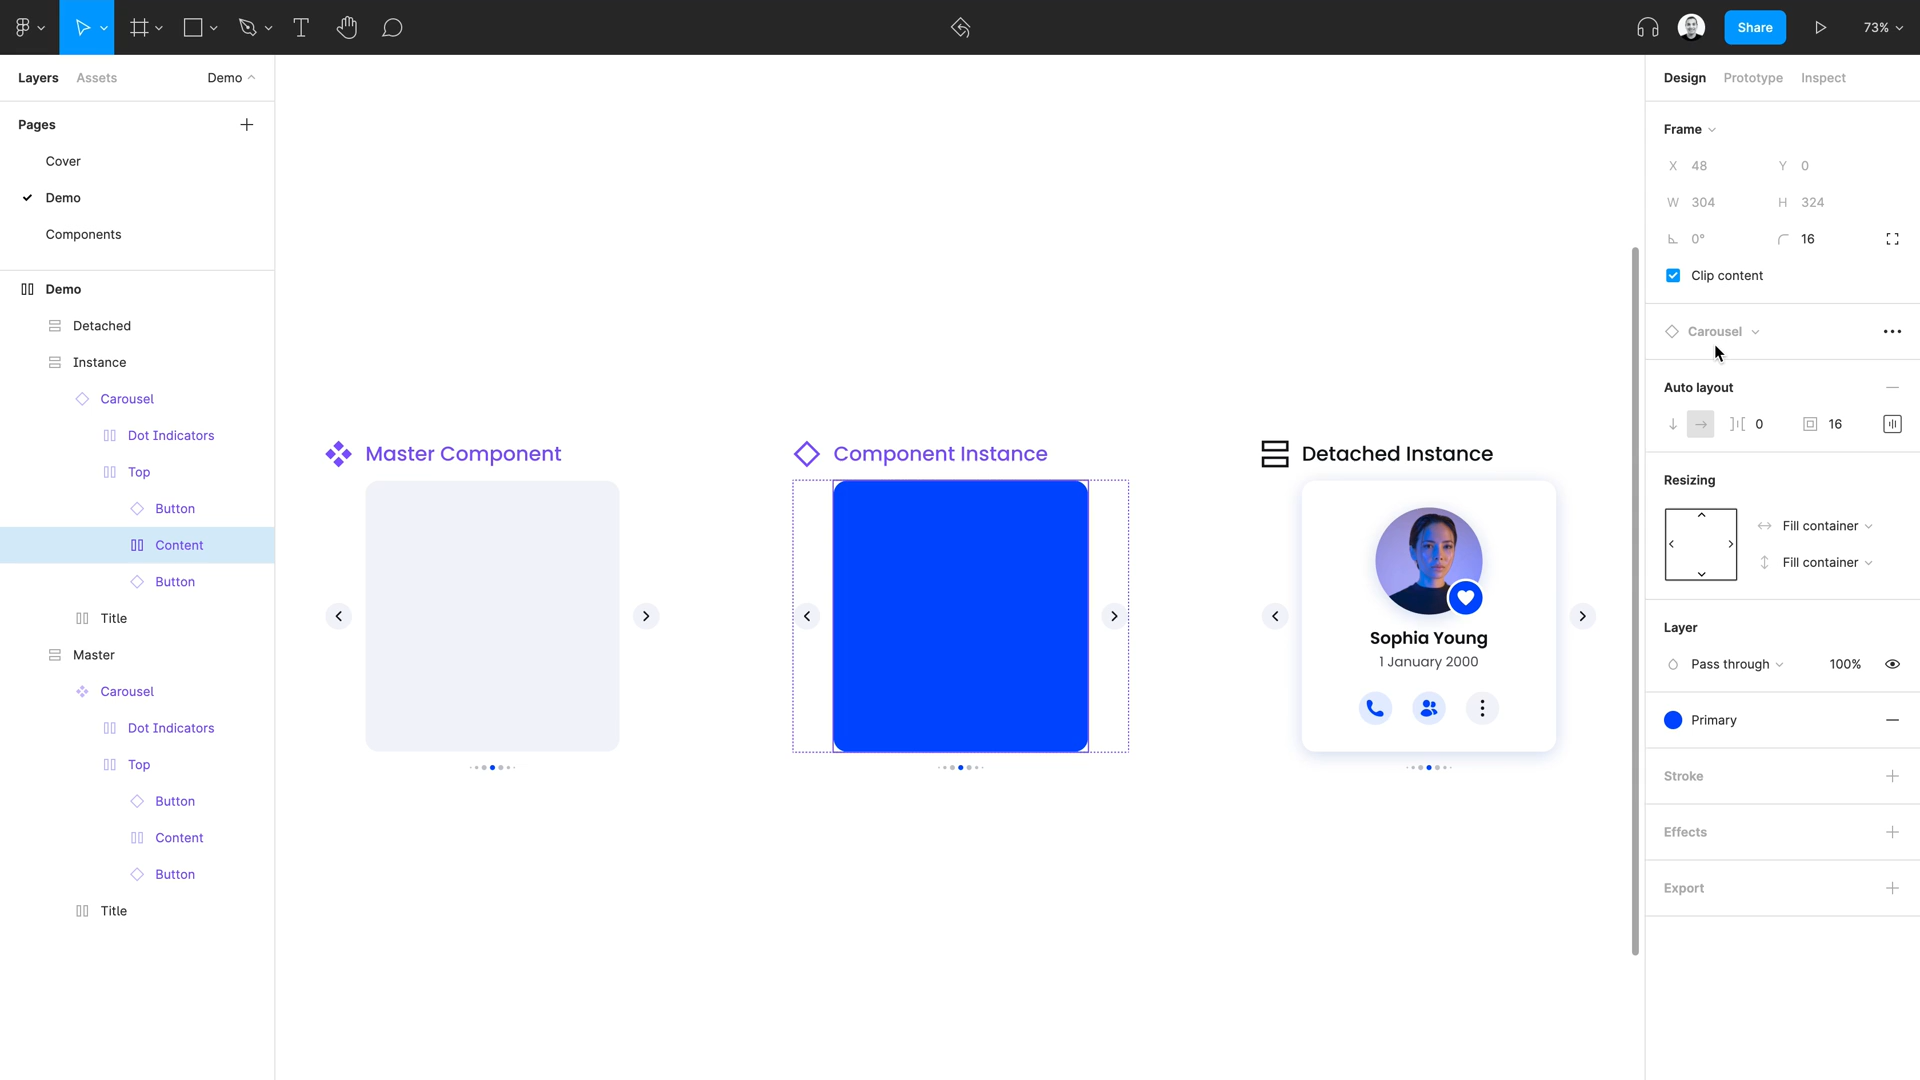 Share
73%
Layers
Assets
Demo
Pages
Cover
Demo
Components
Demo
Detached
Instance
Carousel
Dot Indicators
Top
Button
Content
Button
Title
Master
Carousel
Dot Indicators
Top
Button
Content
Button
Title
Master Component
Component Instance
Detached Instance
Sophia Young
1 January 2000
Design
Prototype
Inspect
Frame
X 48 Y 0
W 304 H 324
0° 16
Clip content
Carousel
Auto layout
0 16
Resizing
Fill container
Fill container
Layer
Pass through 100%
Primary
Stroke
Effects
Export